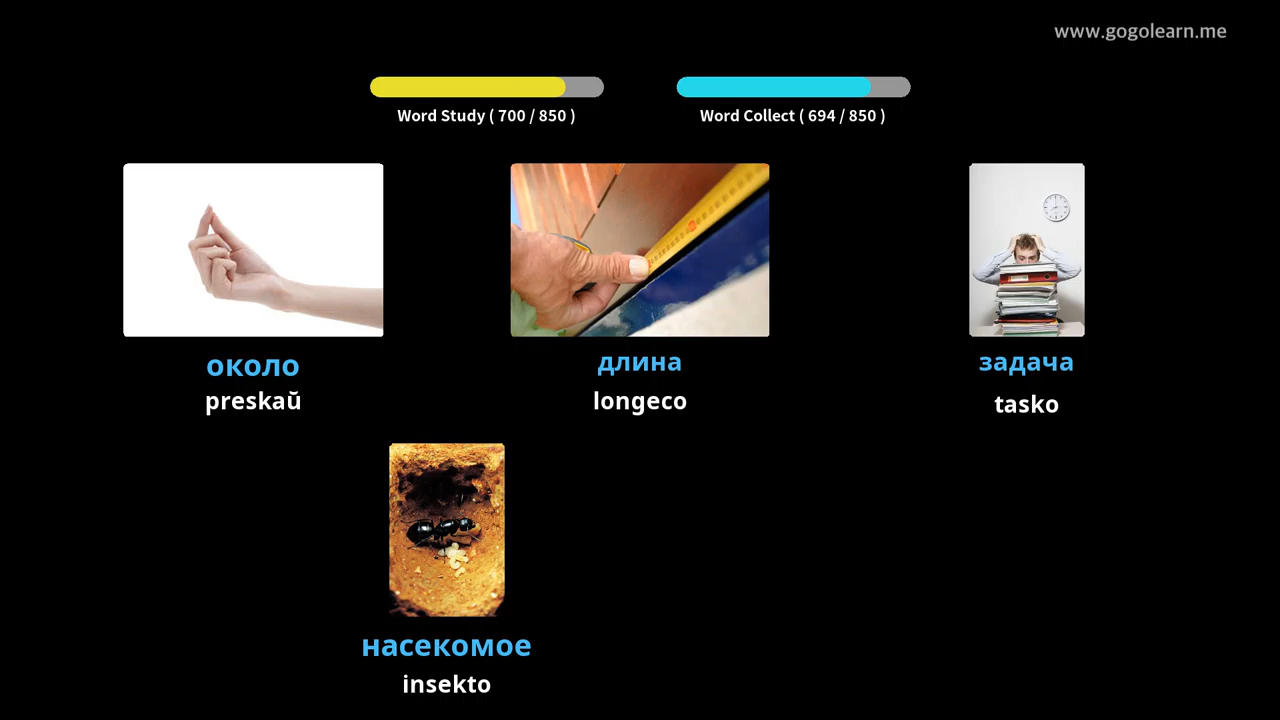 www.gogolearn.me
Word Study ( 700 / 850 )
Word Collect ( 694 / 850 )
около
preskaŭ
длина
longeco
задача
tasko
насекомое
insekto